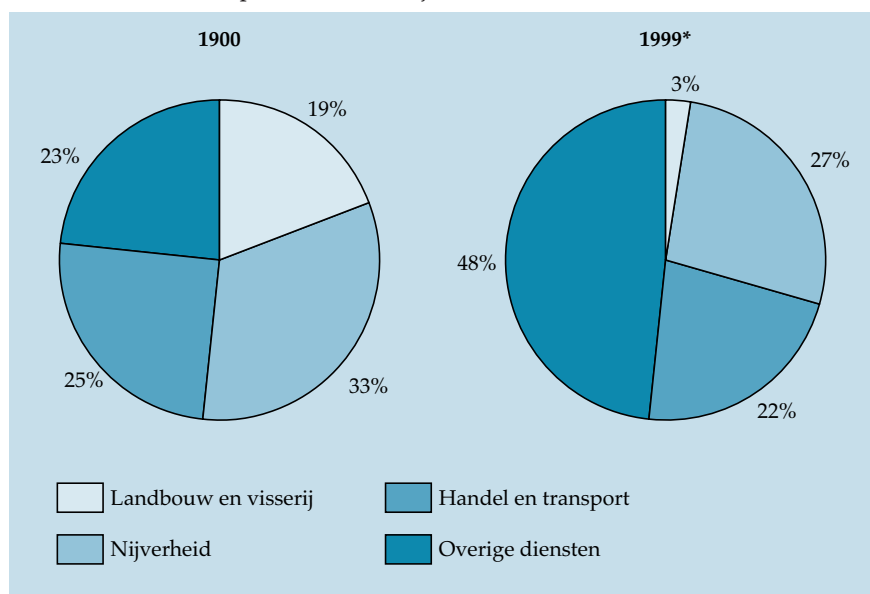 1900
1999*
19%
3%
23%
27%
48%
25%
33%
22%
Landbouw en visserij
Handel en transport
Nijverheid
Overige diensten